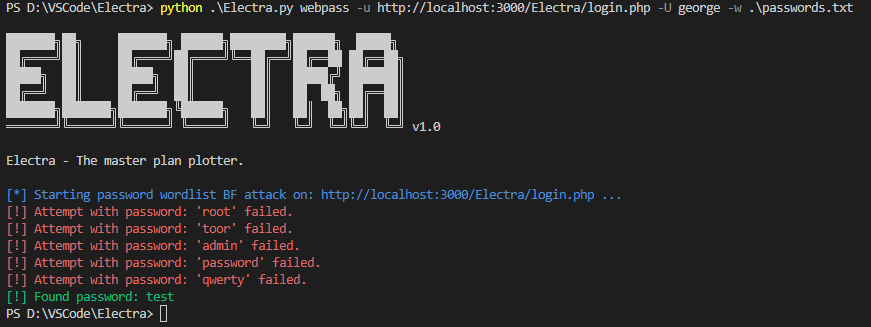 PS D:\VSCode\Electra> python .\Electra.py webpass -u http://localhost:3000/Electra/login.php -U george -w .\passwords.txt
ELECTRA
v1.0
Electra - The master plan plotter.
[*] Starting password wordlist BF attack on: http://localhost:3000/Electra/login.php ...
[!] Attempt with password: 'root' failed.
[!] Attempt with password: 'toor' failed.
[!] Attempt with password: 'admin' failed.
[!] Attempt with password: 'password' failed.
[!] Attempt with password: 'qwerty' failed.
[!] Found password: test
PS D:\VSCode\Electra>